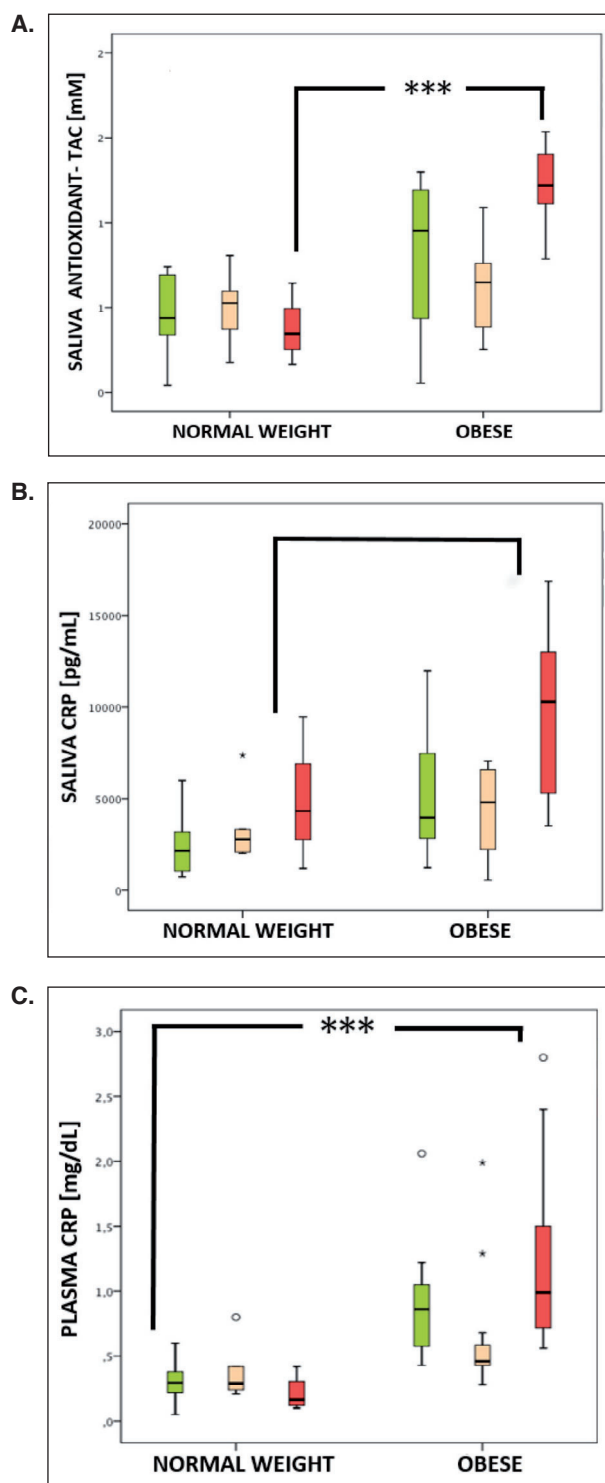 A.
SALIVA ANTIOXIDANT- TAC [mM]
2
2
1
1
0
***
NORMAL WEIGHT OBESE
B.
SALIVA CRP [pg/mL]
20000
15000
10000
5000
0
*
NORMAL WEIGHT OBESE
C.
PLASMA CRP [mg/dL]
3,0
2,5
2,0
1,5
1,0
,5
,0
***
*
*
NORMAL WEIGHT OBESE